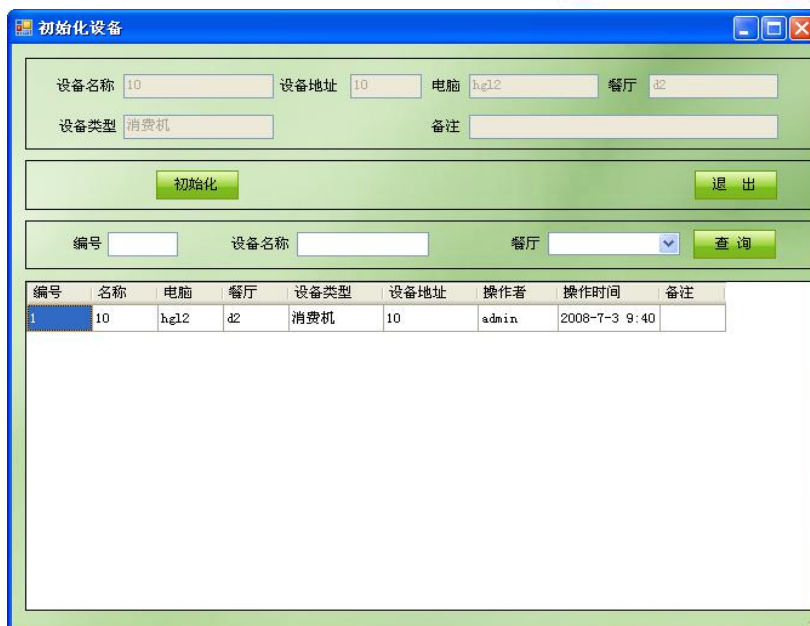 初始化设备
设备名称 10 设备地址 10 电脑 hgl2 餐厅 d2
设备类型 消费机 备注
初始化 退 出
编号 设备名称 餐厅 查 询
编号 名称 电脑 餐厅 设备类型 设备地址 操作者 操作时间 备注
1 10 hgl2 d2 消费机 10 admin 2008-7-3 9:40